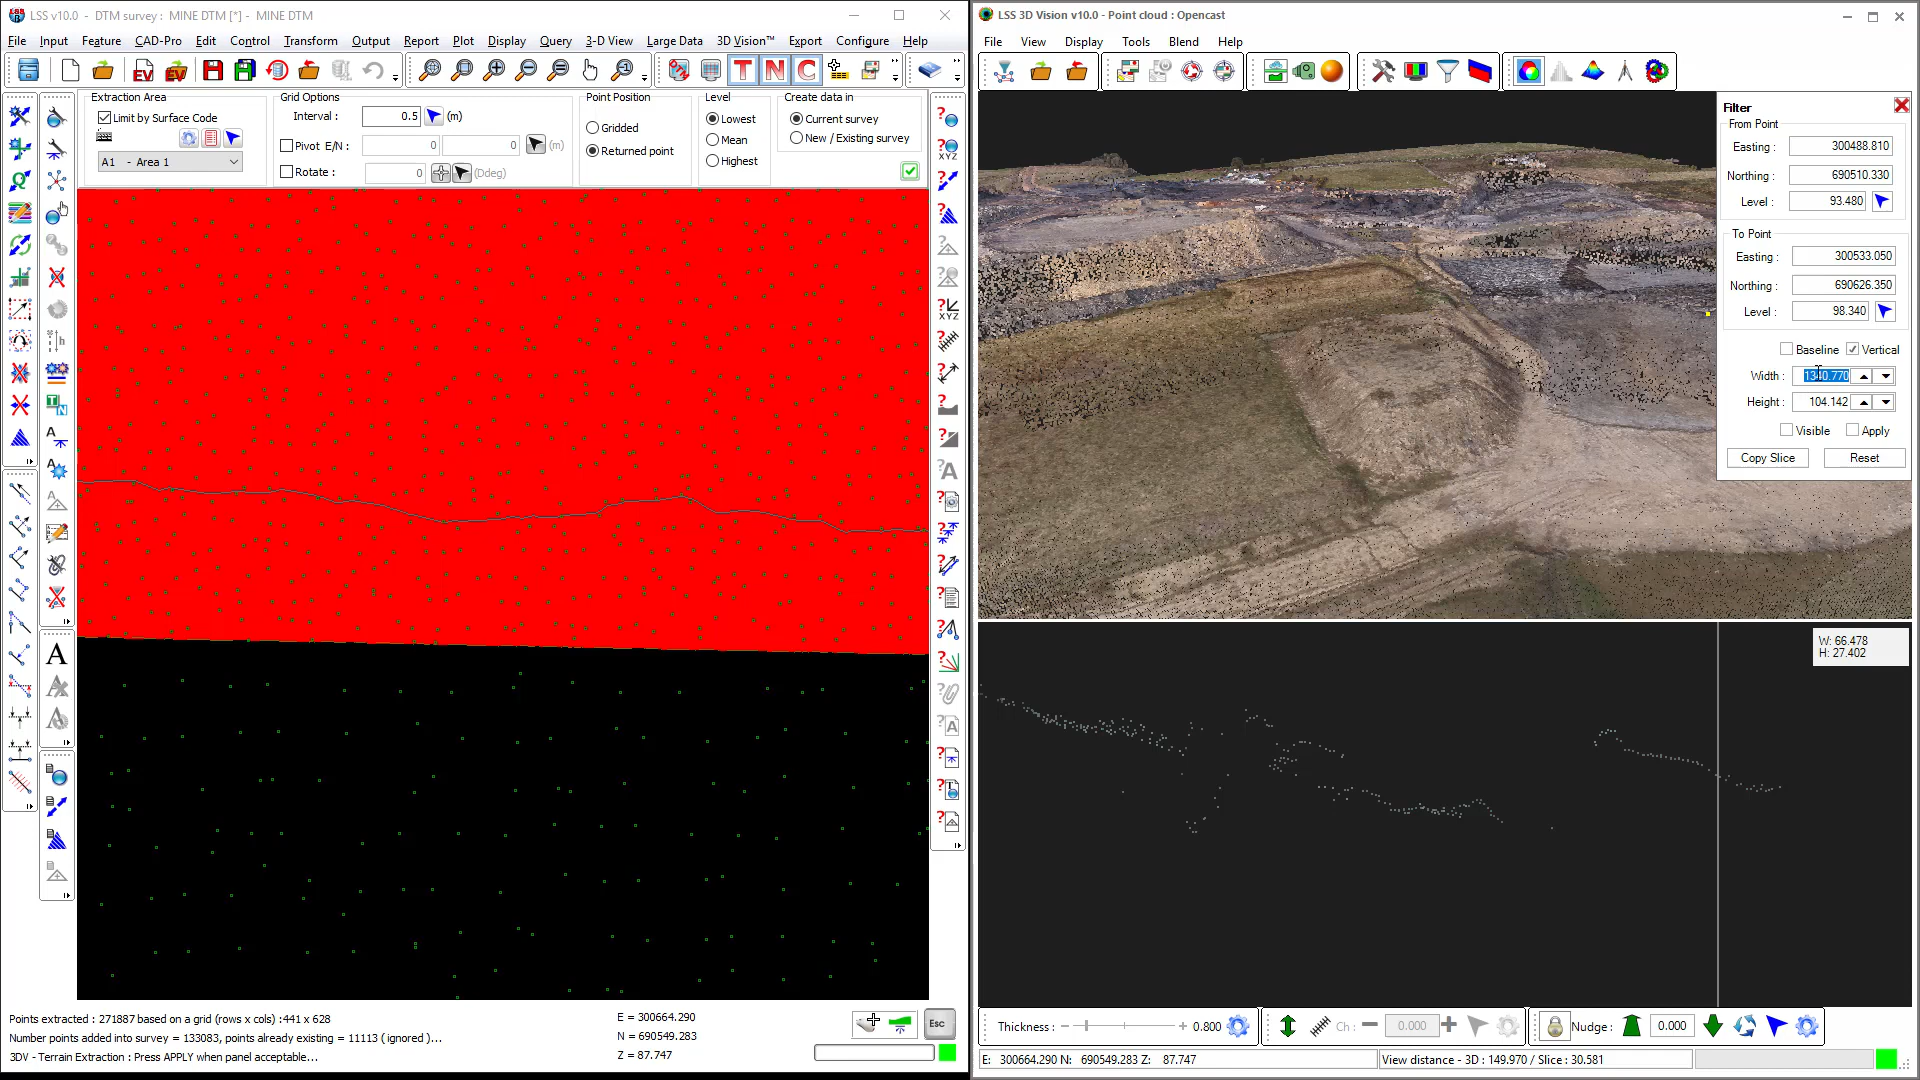 LSS v10.0 - DTM survey : MINE DTM [*] - MINE DTM
File Input Feature CAD-Pro Edit Control Transform Output Report Plot Display Query 3-D View Large Data 3D Vision™ Export Configure Help
EV EV DTM T N C
Extraction Area
Limit by Surface Code
A1 - Area 1
Grid Options
Interval : 0.5 (m)
Pivot E/N : 0 0 (m)
Rotate : 0 (Ddeg)
Point Position
Gridded
Returned point
Level
Lowest
Mean
Highest
Create data in
Current survey
New / Existing survey
Points extracted : 271887 based on a grid (rows x cols) :441 x 628
Number points added into survey = 133083, points already existing = 11113 (ignored )...
3DV - Terrain Extraction : Press APPLY when panel acceptable...
E = 300664.290
N = 690549.283
Z = 87.747
Esc
LSS 3D Vision v10.0 - Point cloud : Opencast
File View Display Tools Blend Help
Filter
From Point
Easting : 300488.810
Northing : 690510.330
Level : 93.480
To Point
Easting : 300533.050
Northing : 690626.350
Level : 98.340
Baseline Vertical
Width : 1340.770
Height : 104.142
Visible Apply
Copy Slice Reset
W: 66.478
H: 27.402
Thickness : 0.800 Ch : 0.000 Nudge : 0.000
E: 300664.290 N: 690549.283 Z: 87.747 View distance - 3D : 149.970 / Slice : 30.581